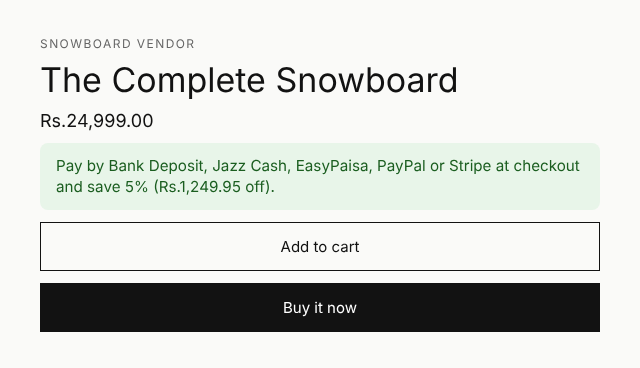 SNOWBOARD VENDOR
The Complete Snowboard
Rs.24,999.00
Pay by Bank Deposit, Jazz Cash, EasyPaisa, PayPal or Stripe at checkout
and save 5% (Rs.1,249.95 off).
Add to cart
Buy it now